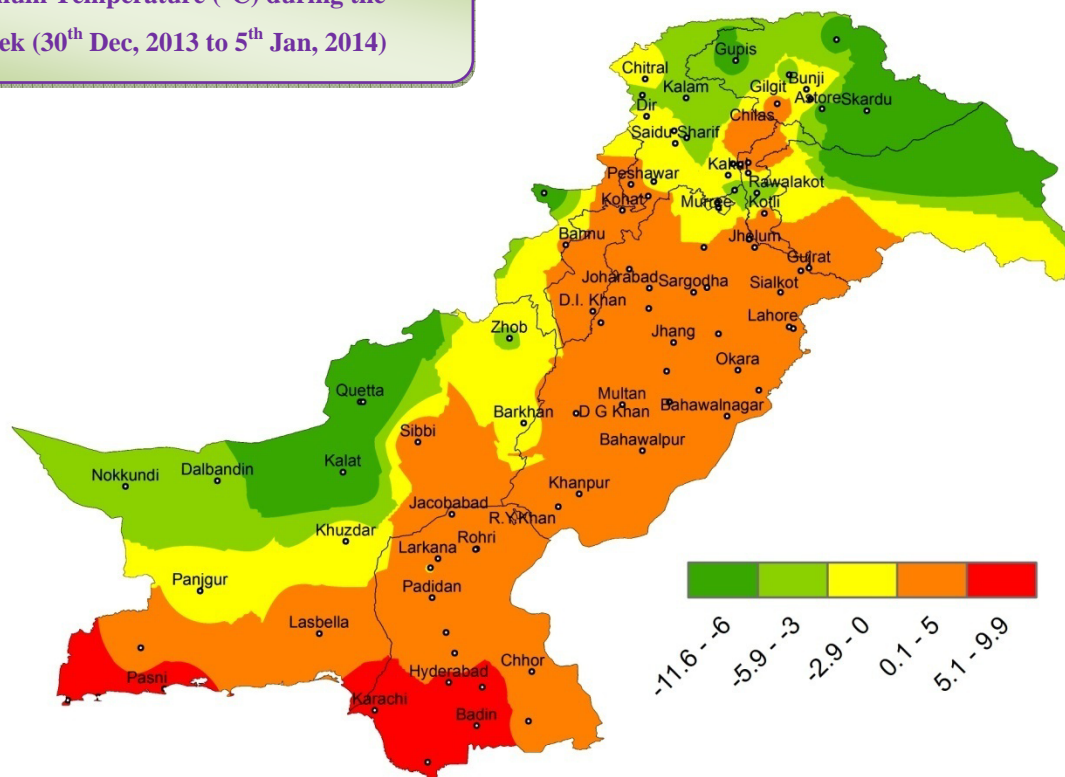 Temperature (°C) during the
(30th Dec, 2013 to 5th Jan, 2014)
Gupis
Chitral
Bunji
Kalam
Gilgit
Astore
Skardu
Dir
Chilas
Saidu Sharif
Kakul
Peshawar
Rawalakot
Kohat
Murree
Kotli
Bannu
Jhelum
Gujrat
Joharabad
Sargodha
Sialkot
D.I. Khan
Lahore
Zhob
Jhang
Okara
Quetta
Multan
Barkhan
D G Khan
Bahawalnagar
Sibbi
Bahawalpur
Nokkundi
Dalbandin
Kalat
Khanpur
Jacobabad
R.Y.Khan
Khuzdar
Larkana
Rohri
Panjgur
Padidan
Lasbella
Pasni
Hyderabad
Chhor
Karachi
Badin
-11.6 - -6
-5.9 - -3
-2.9 - 0
0.1 - 5
5.1 - 9.9